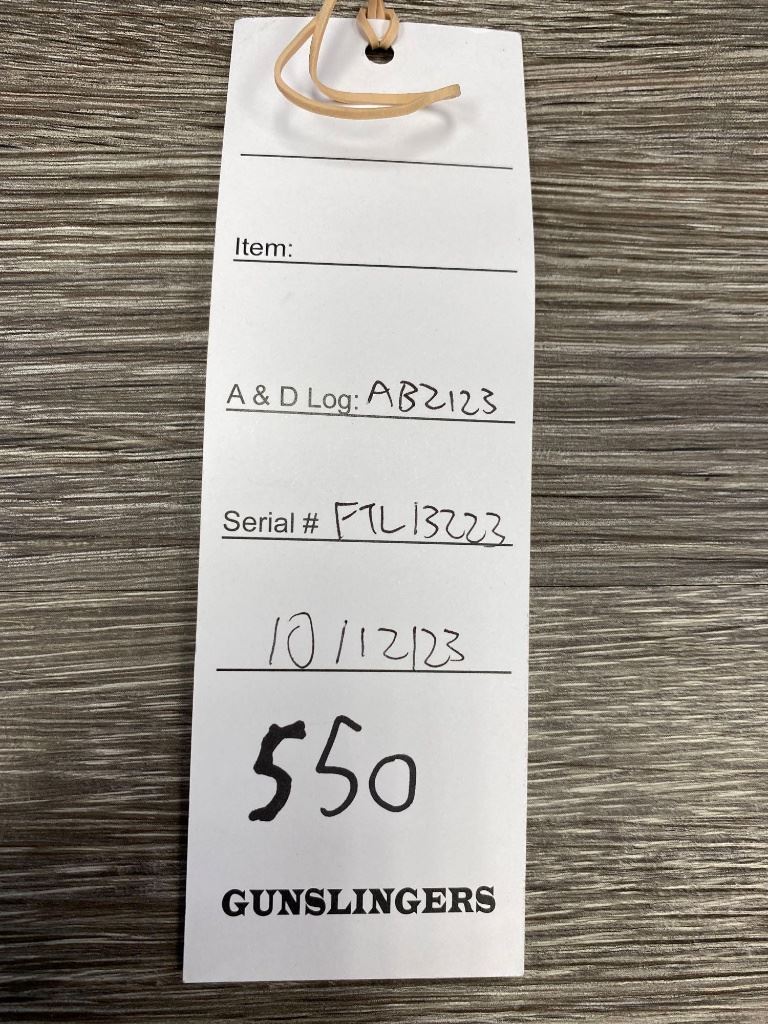 Item:
A & D Log: AB2123
Serial # FTL13223
10/12/23
550
GUNSLINGERS